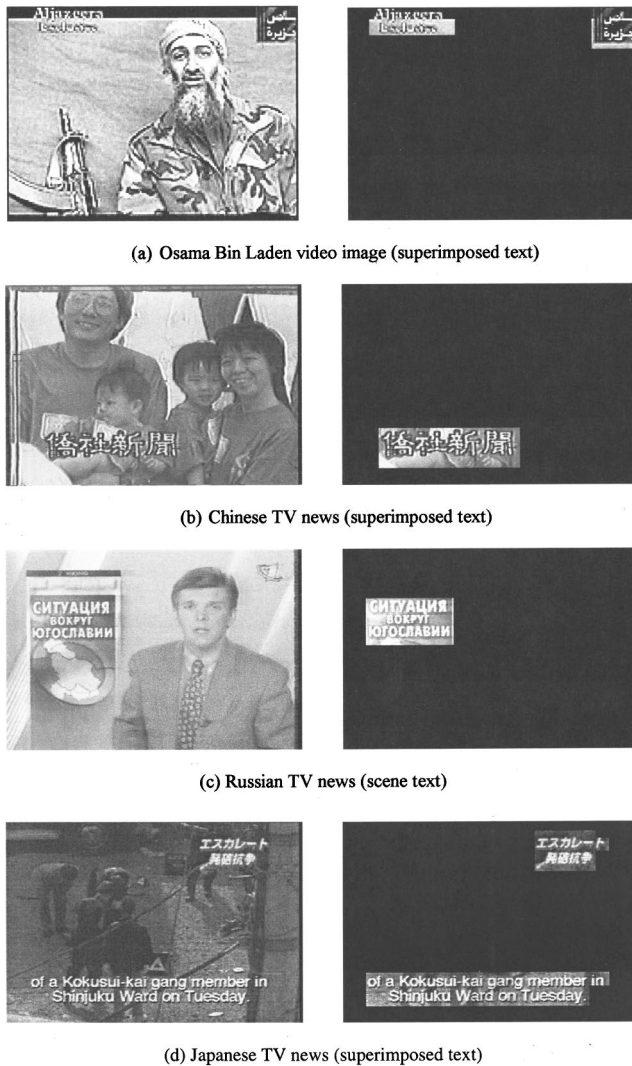 Aljazeera
Exclusive
Aljazeera
Exclusive
(a) Osama Bin Laden video image (superimposed text)
僑社新聞
僑社新聞
(b) Chinese TV news (superimposed text)
СИТУАЦИЯ
ВОКРУГ
ЮГОСЛАВИИ
СИТУАЦИЯ
ВОКРУГ
ЮГОСЛАВИИ
(c) Russian TV news (scene text)
エスカレート
発砲抗争
エスカレート
発砲抗争
of a Kokusui-kai gang member in
Shinjuku Ward on Tuesday.
of a Kokusui-kai gang member in
Shinjuku Ward on Tuesday.
(d) Japanese TV news (superimposed text)